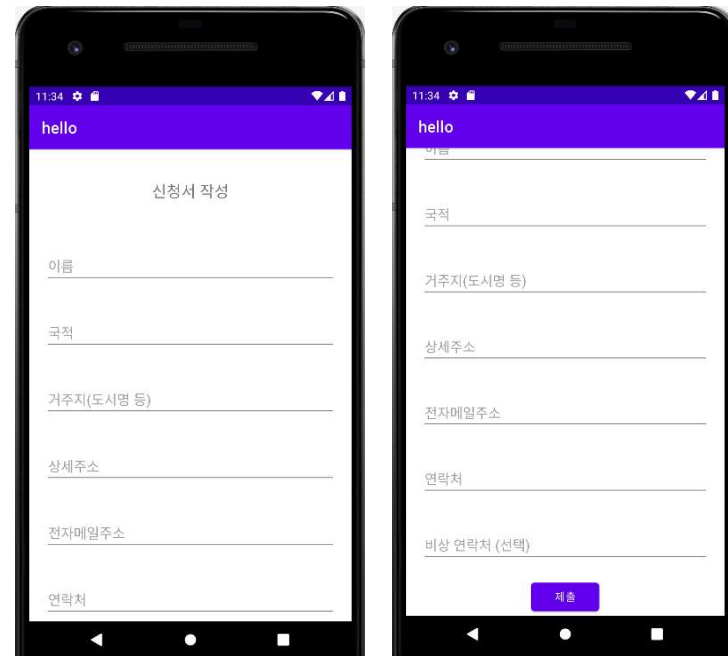 11:34
hello
신청서 작성
이름
국적
거주지(도시명 등)
상세주소
전자메일주소
연락처
11:34
hello
이름
국적
거주지(도시명 등)
상세주소
전자메일주소
연락처
비상 연락처 (선택)
제출